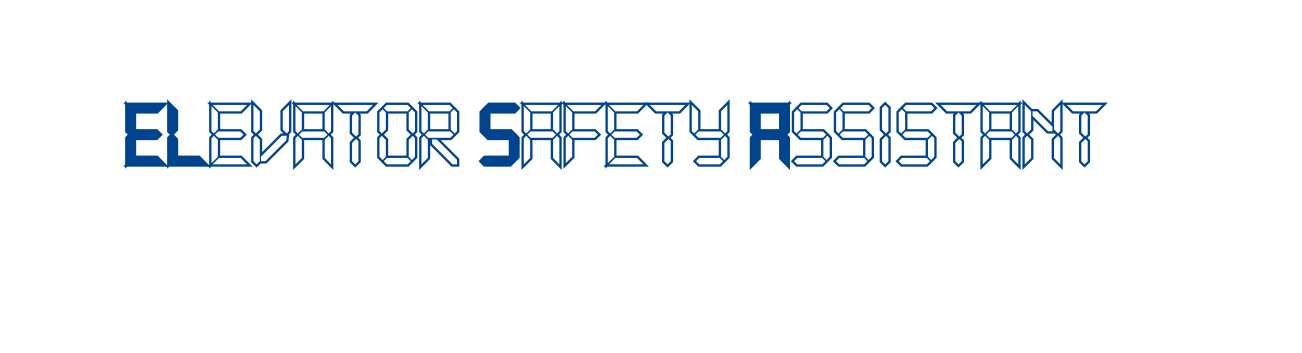 ELEVATOR SAFETY ASSISTANT